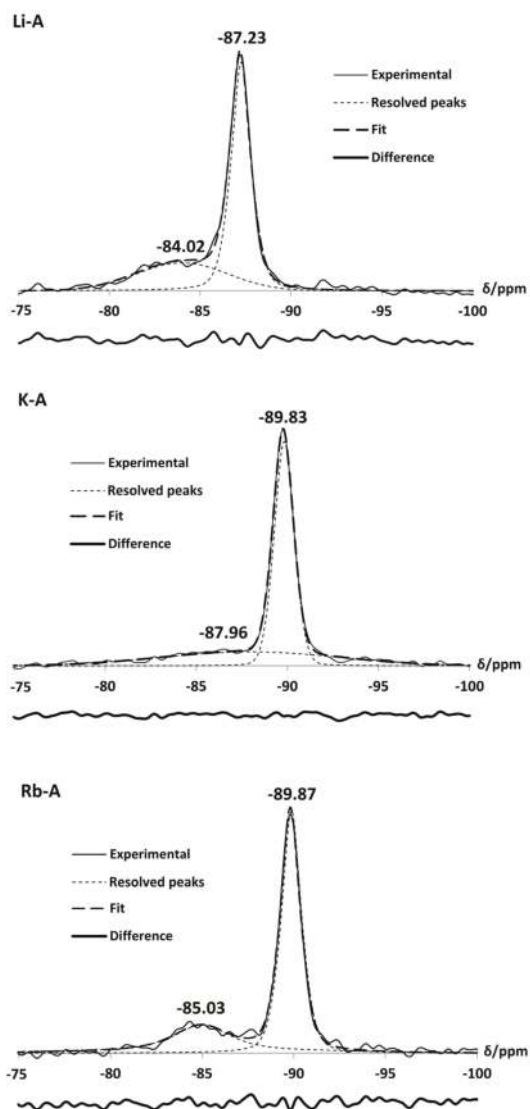 Li-A
-87.23
Experimental
Resolved peaks
Fit
Difference
-84.02
δ/ppm
-75 -80 -85 -90 -95 -100
K-A
-89.83
Experimental
Resolved peaks
Fit
Difference
-87.96
δ/ppm
-75 -80 -85 -90 -95 -100
Rb-A
-89.87
Experimental
Resolved peaks
Fit
Difference
-85.03
δ/ppm
-75 -80 -85 -90 -95 -100